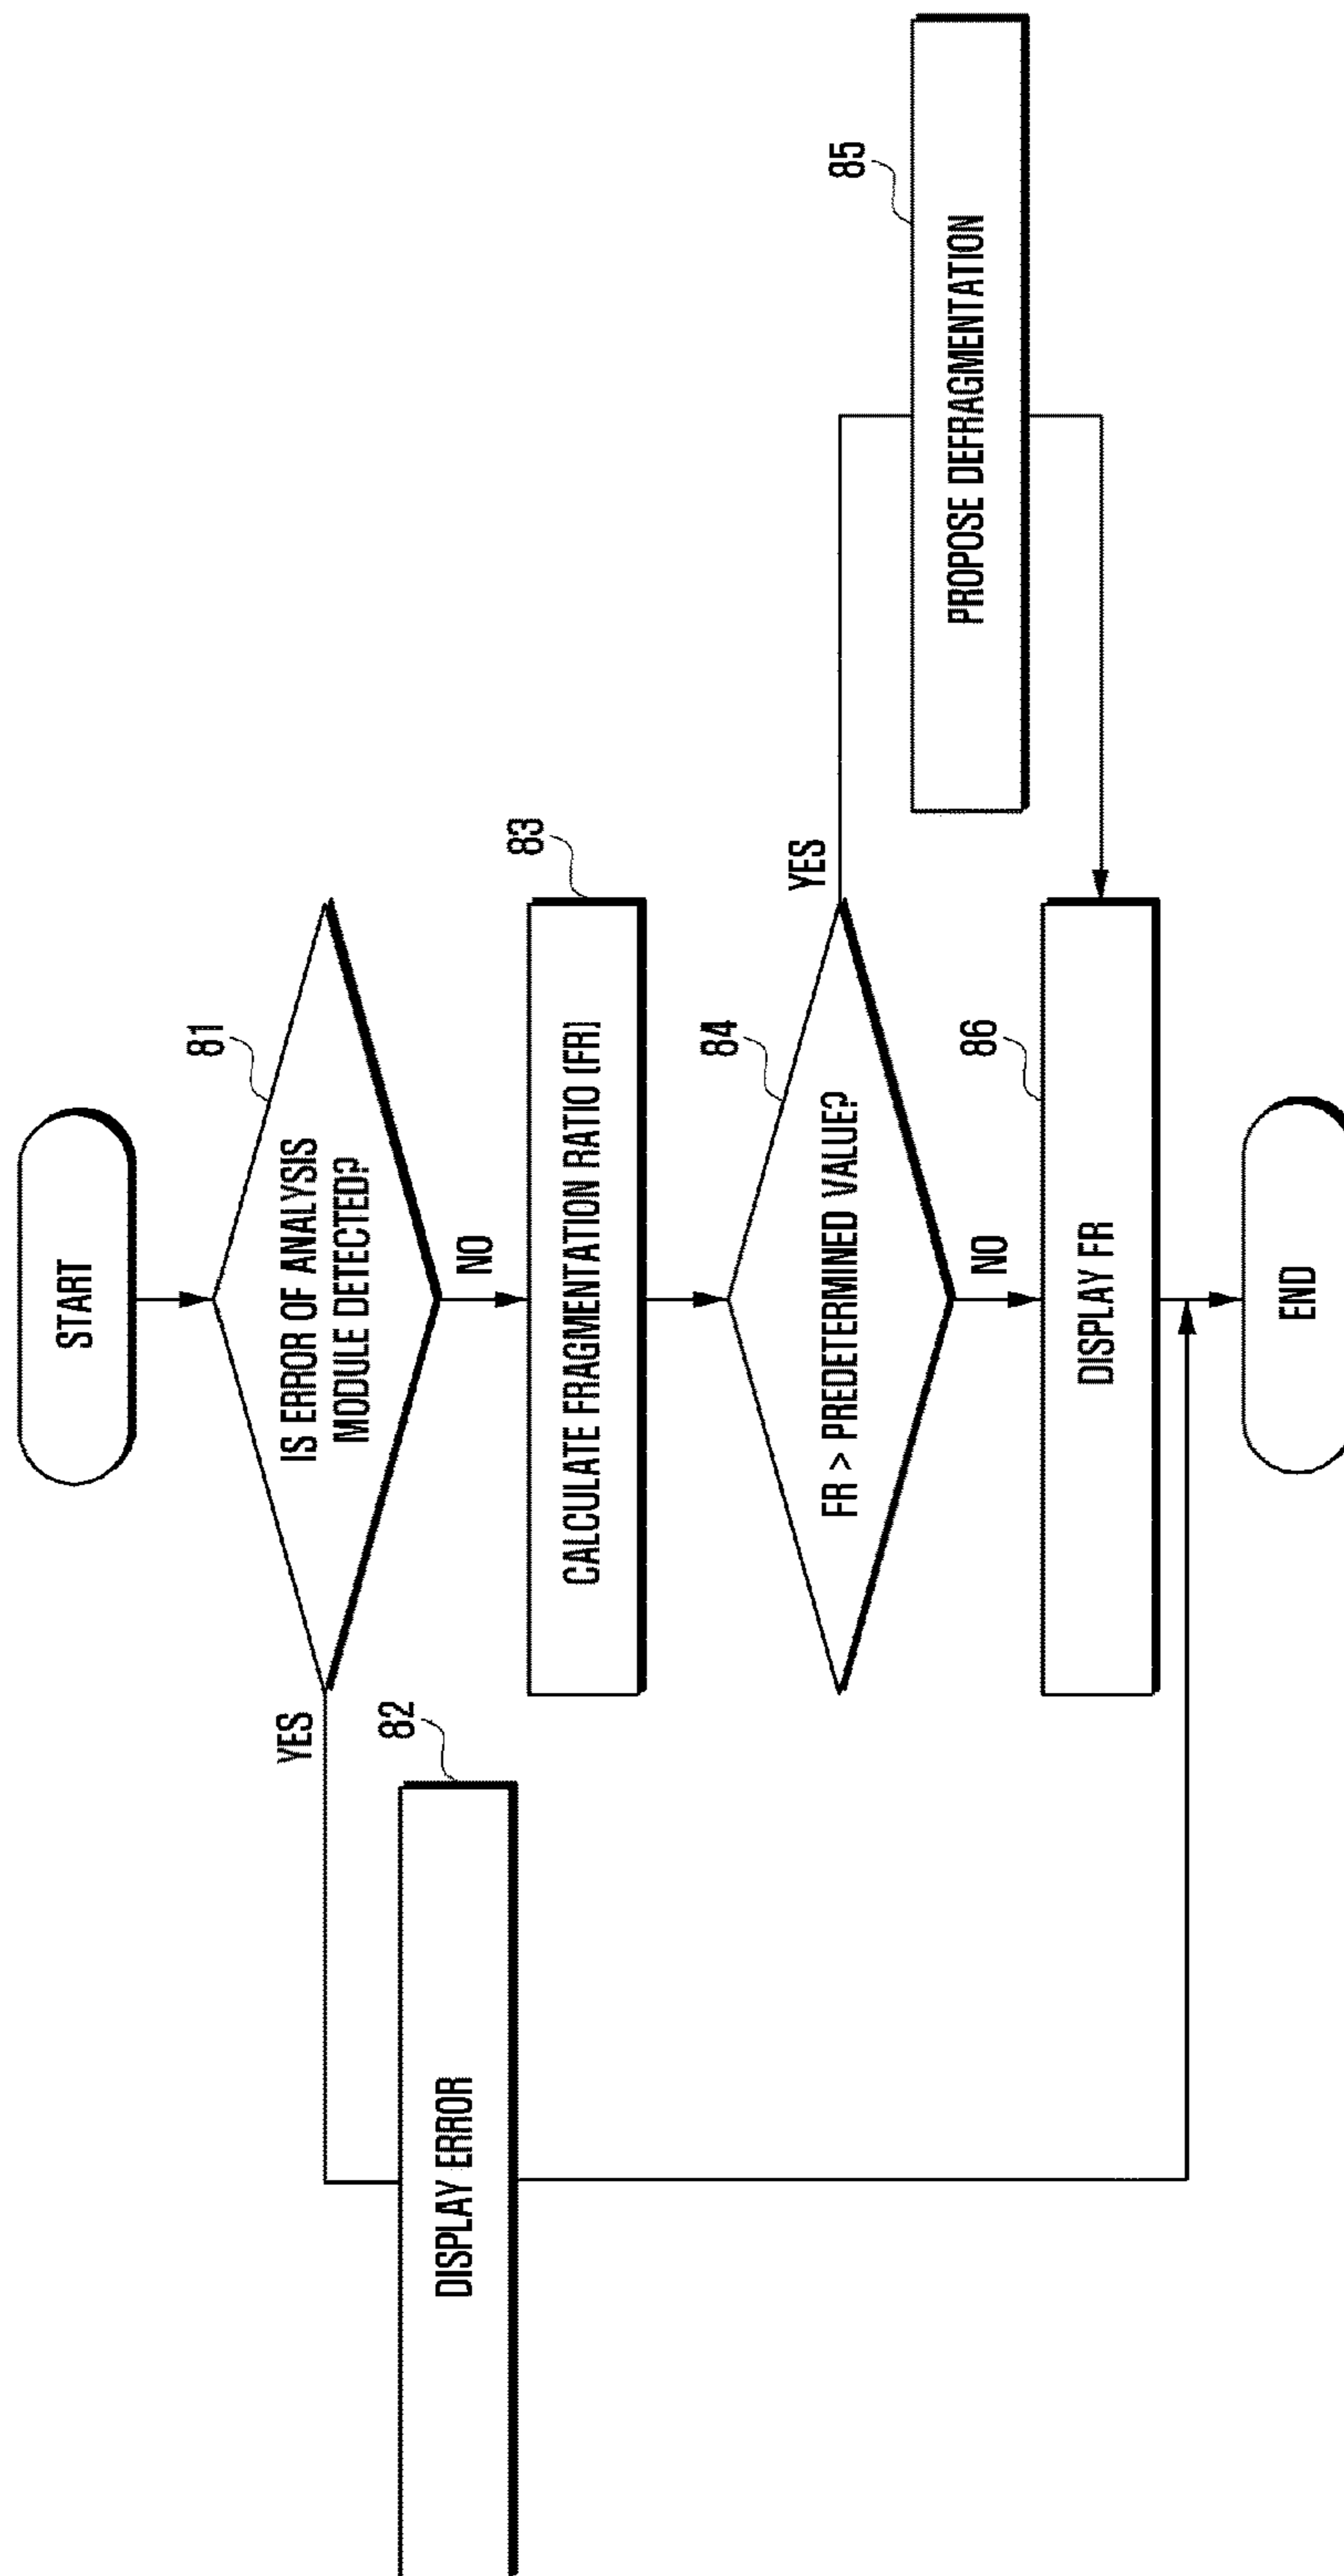 START
81
IS ERROR OF ANALYSIS
MODULE DETECTED?
YES
82
DISPLAY ERROR
NO
83
CALCULATE FRAGMENTATION RATIO (FR)
84
FR > PREDETERMINED VALUE?
YES
85
PROPOSE DEFRAGMENTATION
NO
86
DISPLAY FR
END